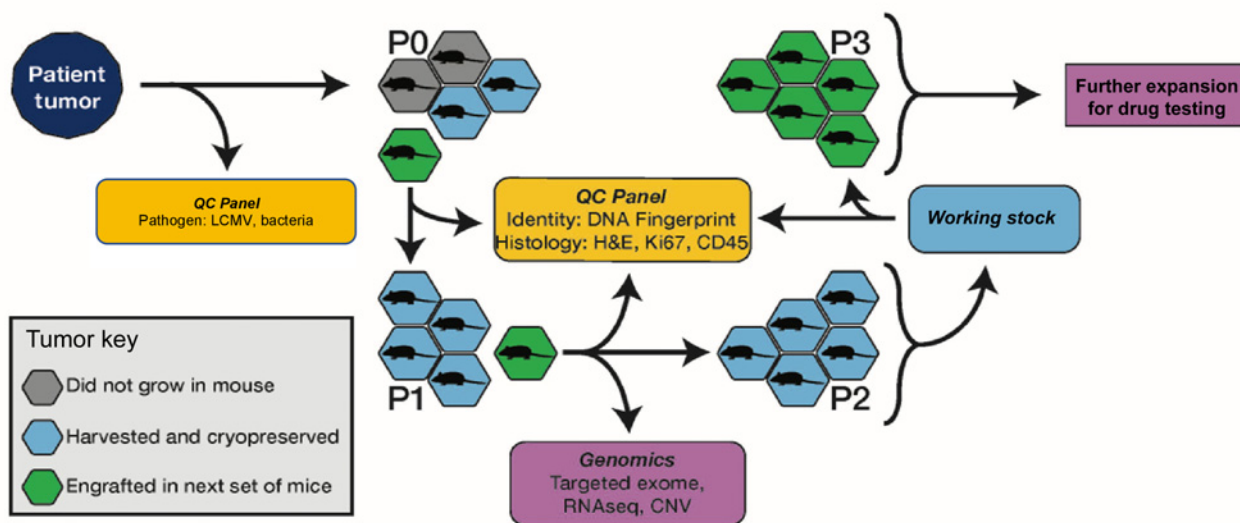 Patient
tumor
P0
P3
Further expansion
for drug testing
QC Panel
Pathogen: LCMV, bacteria
QC Panel
Identity: DNA Fingerprint
Histology: H&E, Ki67, CD45
Working stock
P1
P2
Genomics
Targeted exome,
RNAseq, CNV
Tumor key
Did not grow in mouse
Harvested and cryopreserved
Engrafted in next set of mice